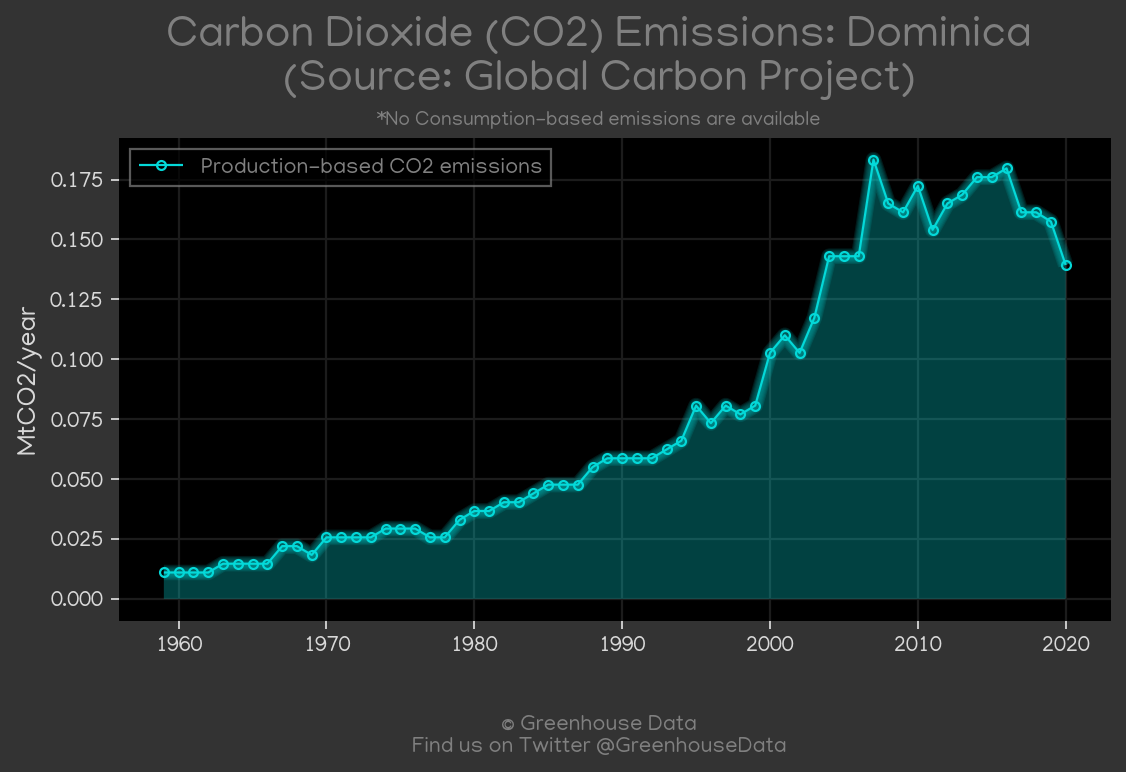 Carbon Dioxide (CO2) Emissions: Dominica
(Source: Global Carbon Project)
*No Consumption-based emissions are available
Production-based CO2 emissions
MtCO2/year
0.175
0.150
0.125
0.100
0.075
0.050
0.025
0.000
1960 1970 1980 1990 2000 2010 2020
© Greenhouse Data
Find us on Twitter @GreenhouseData